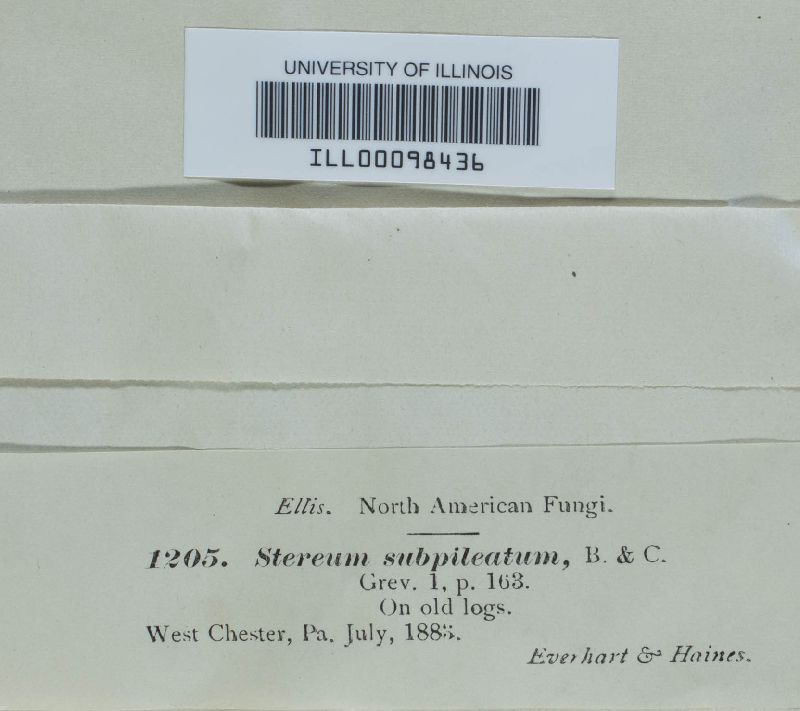 UNIVERSITY OF ILLINOIS
ILL00098436
Ellis. North American Fungi.
1205. Stereum subpileatum, B. & C.
Grev. 1, p. 163.
On old logs.
West Chester, Pa. July,
Everhart & Haines.